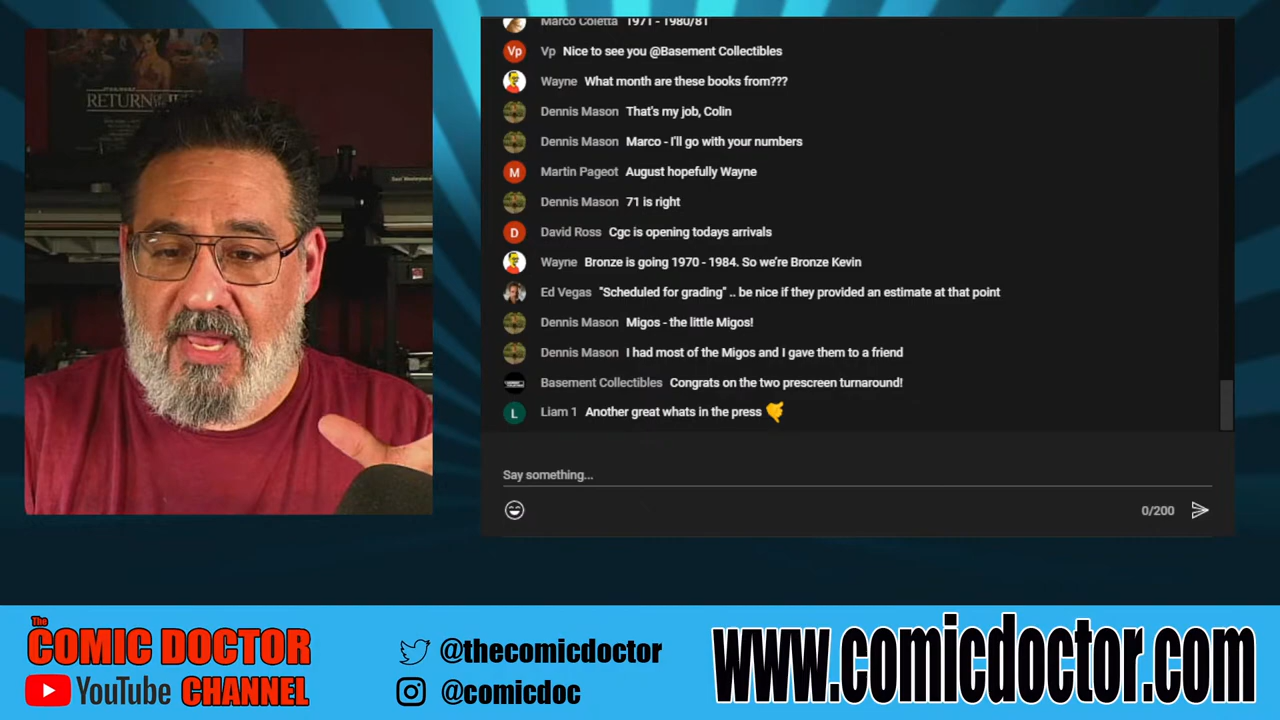 STAR WARS
RETURN OF THE JEDI
Marco Coletta 1971 - 1980/81
Vp Vp Nice to see you @Basement Collectibles
Wayne What month are these books from???
Dennis Mason That's my job, Colin
Dennis Mason Marco - I'll go with your numbers
M Martin Pageot August hopefully Wayne
Dennis Mason 71 is right
D David Ross Cgc is opening todays arrivals
Wayne Bronze is going 1970 - 1984. So we're Bronze Kevin
Ed Vegas "Scheduled for grading" .. be nice if they provided an estimate at that point
Dennis Mason Migos - the little Migos!
Dennis Mason I had most of the Migos and I gave them to a friend
Basement Collectibles Congrats on the two prescreen turnaround!
L Liam 1 Another great whats in the press
Say something...
0/200
The
COMIC DOCTOR
YouTube CHANNEL
@thecomicdoctor
@comicdoc
www.comicdoctor.com